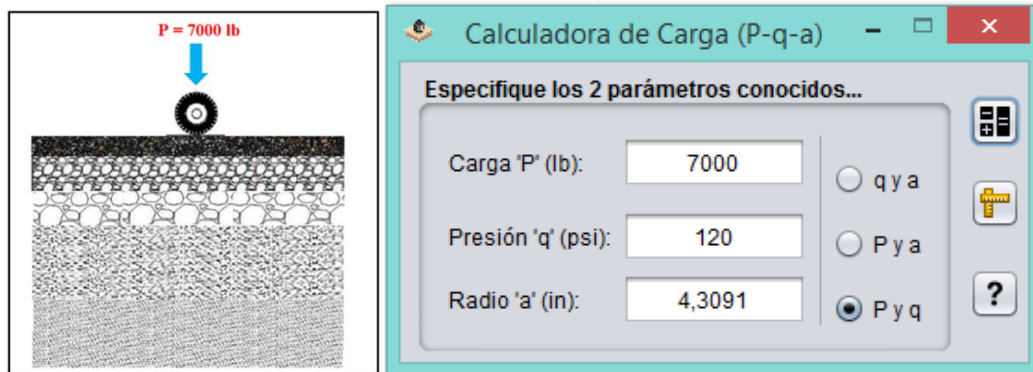 P = 7000 lb
Calculadora de Carga (P-q-a)
Especifique los 2 parámetros conocidos...
Carga 'P' (lb): 7000
q y a
Presión 'q' (psi): 120
P y a
Radio 'a' (in): 4,3091
P y q
?